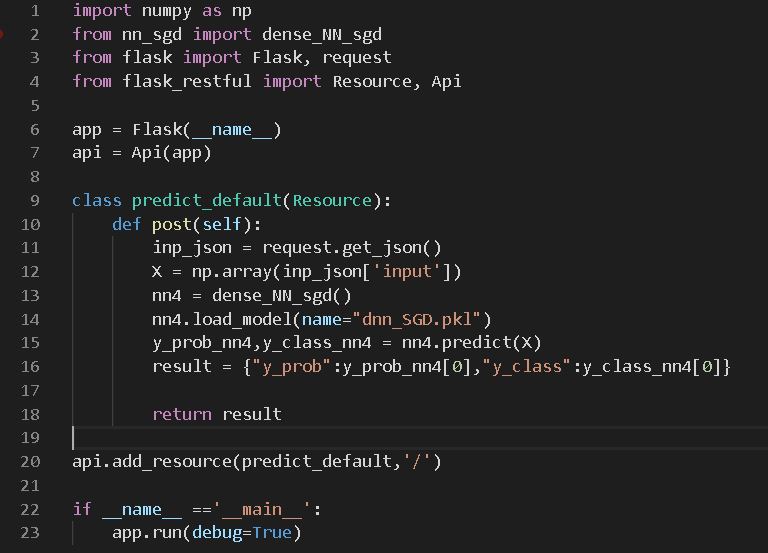 1 import numpy as np
2 from nn_sgd import dense_NN_sgd
3 from flask import Flask, request
4 from flask_restful import Resource, Api
5
6 app = Flask(__name__)
7 api = Api(app)
8
9 class predict_default(Resource):
10     def post(self):
11         inp_json = request.get_json()
12         X = np.array(inp_json['input'])
13         nn4 = dense_NN_sgd()
14         nn4.load_model(name="dnn_SGD.pkl")
15         y_prob_nn4,y_class_nn4 = nn4.predict(X)
16         result = {"y_prob":y_prob_nn4[0],"y_class":y_class_nn4[0]}
17
18         return result
19
20 api.add_resource(predict_default,'/')
21
22 if __name__ =='__main__':
23     app.run(debug=True)